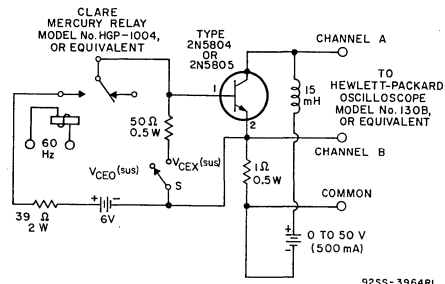 CLARE
MERCURY RELAY
MODEL No. HGP-1004,
OR EQUIVALENT
TYPE
2N5804
OR
2N5805
CHANNEL A
1
2
15
mH
TO
HEWLETT-PACKARD
OSCILLOSCOPE
MODEL No. 130B,
OR EQUIVALENT
50Ω
0.5 W
60
Hz
CHANNEL B
VCEO(sus)
VCEX(sus)
S
1Ω
0.5 W
COMMON
39 Ω
2 W
+ -
6V
+
-
0 TO 50 V
(500 mA)
92SS-3964R1